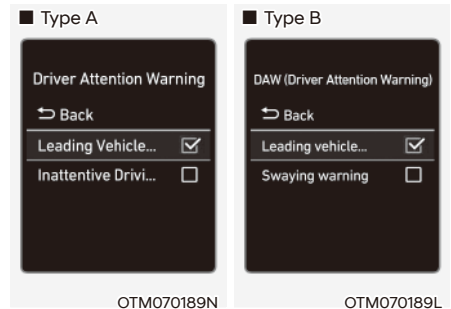 ■ Type A
Driver Attention Warning
Back
Leading Vehicle...
Inattentive Drivi...
OTM070189N
■ Type B
DAW (Driver Attention Warning)
Back
Leading vehicle...
Swaying warning
OTM070189L